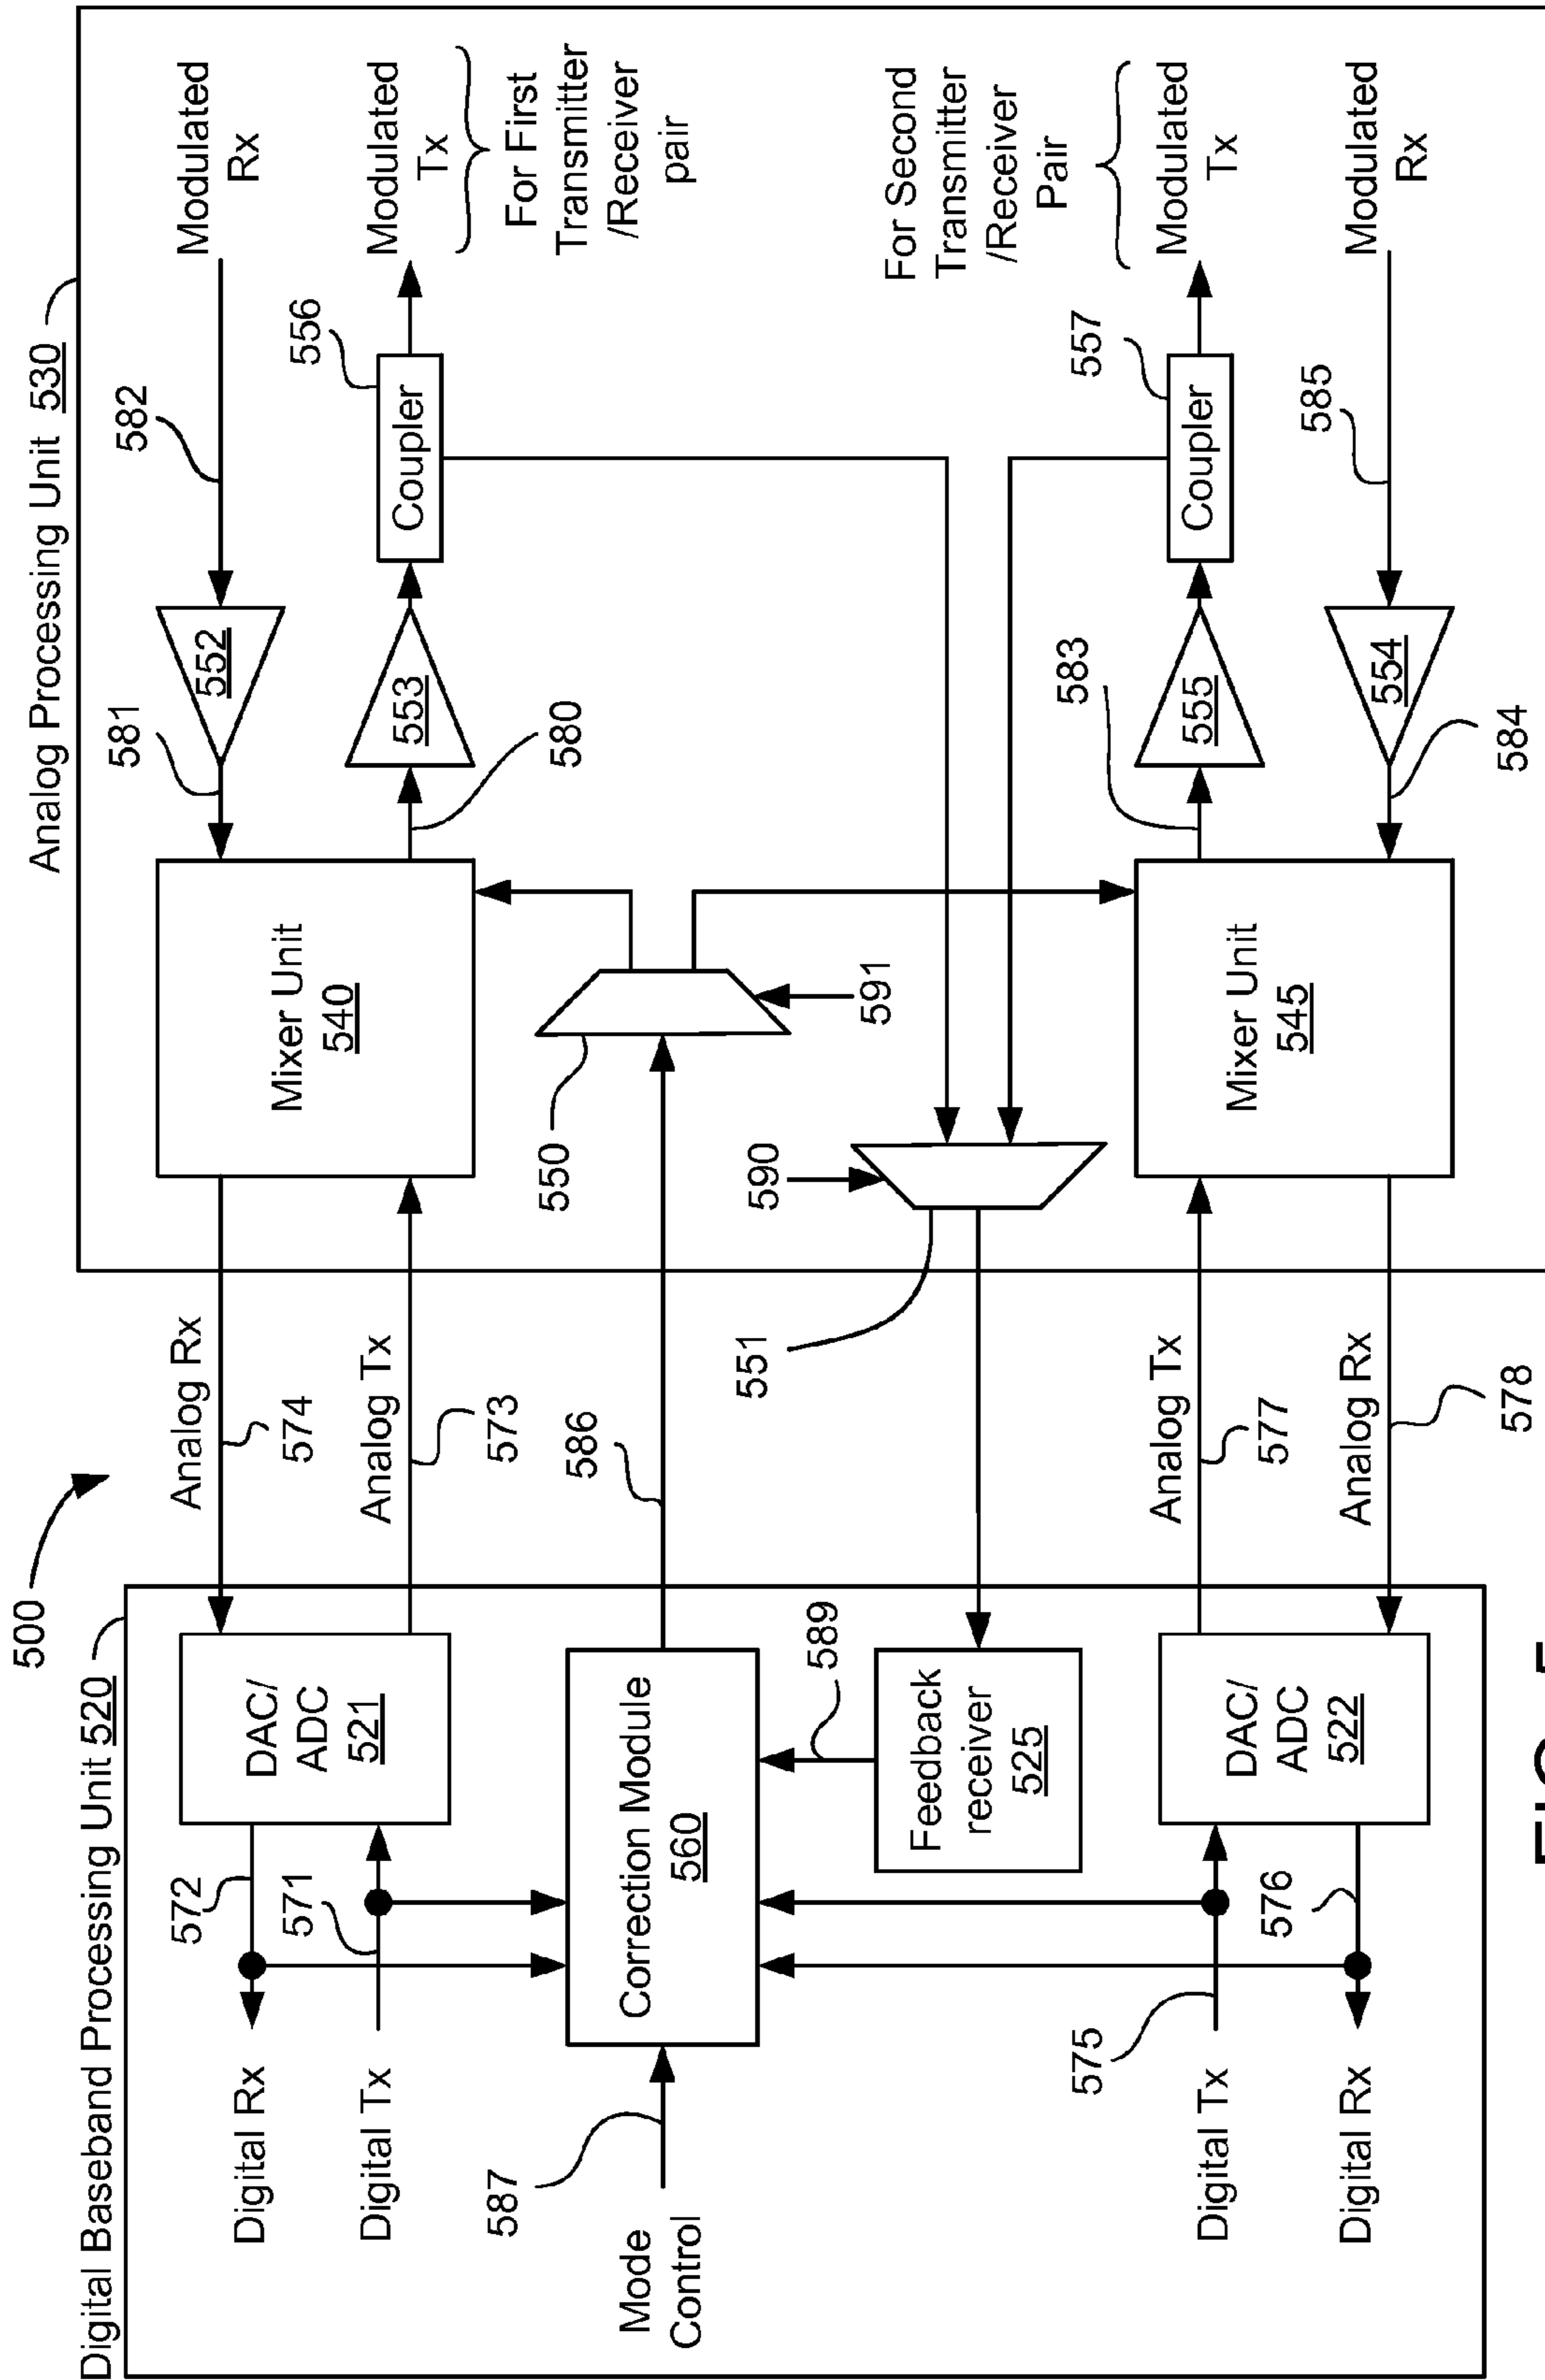 500
Digital Baseband Processing Unit 520
Analog Processing Unit 530
Digital Rx
572
Digital Tx
571
DAC/
ADC
521
Analog Rx
574
Analog Tx
573
Mixer Unit
540
581
552
582
Modulated
Rx
580
553
Coupler
556
Modulated
Tx
For First
Transmitter
/Receiver
pair
Mode
Control
587
Correction Module
560
586
550
591
589
Feedback
receiver
525
551
590
For Second
Transmitter
/Receiver
Pair
Digital Tx
575
Digital Rx
576
DAC/
ADC
522
Analog Tx
577
Analog Rx
578
Mixer Unit
545
583
555
Coupler
557
Modulated
Tx
584
554
585
Modulated
Rx